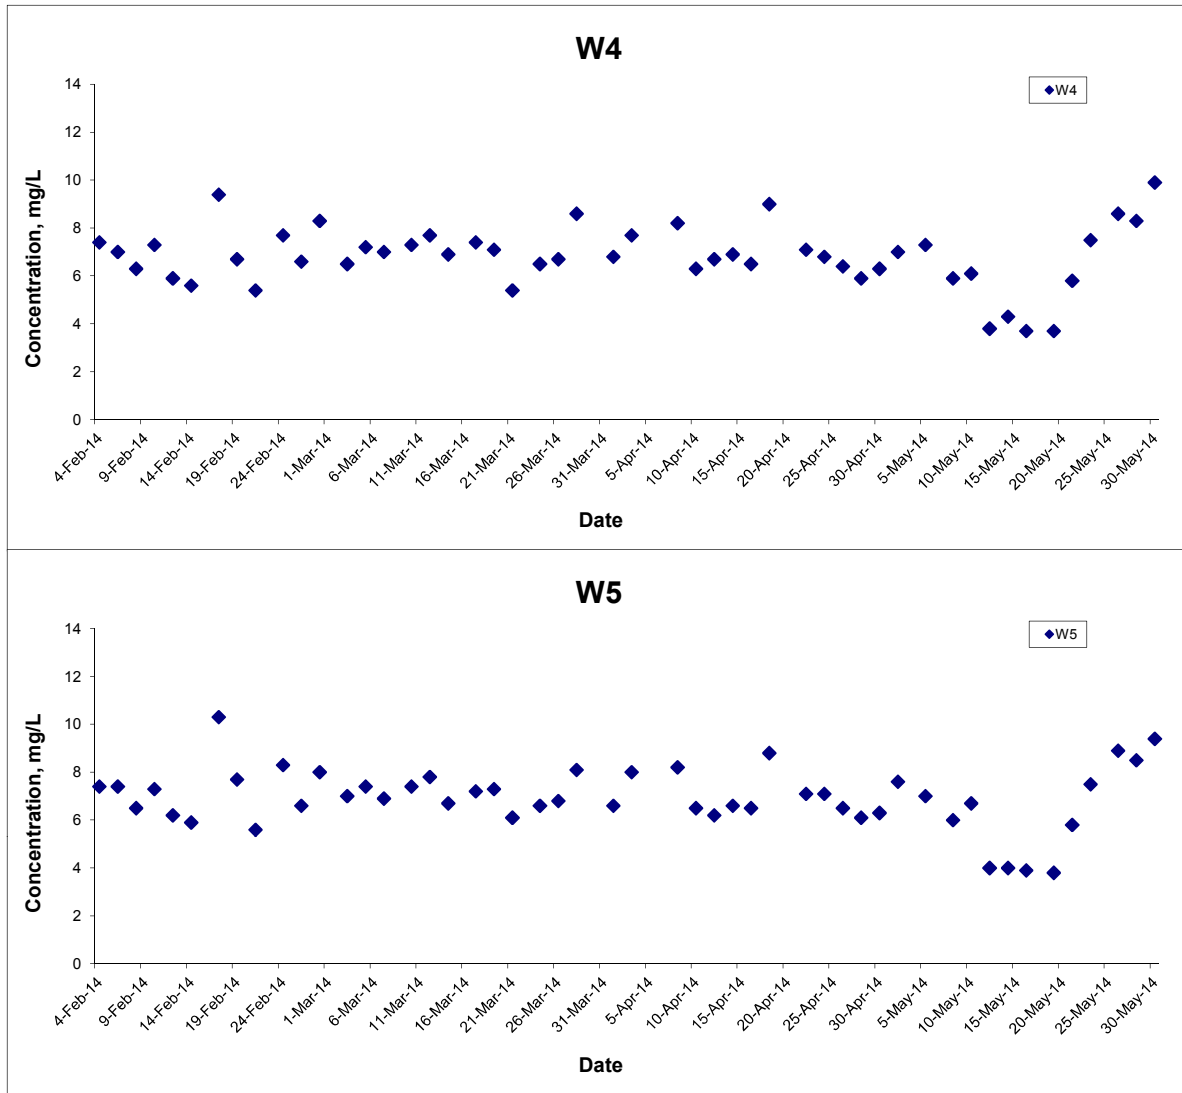 W4
W4
Concentration, mg/L
14
12
10
8
6
4
2
0
4-Feb-14
9-Feb-14
14-Feb-14
19-Feb-14
24-Feb-14
1-Mar-14
6-Mar-14
11-Mar-14
16-Mar-14
21-Mar-14
26-Mar-14
31-Mar-14
5-Apr-14
10-Apr-14
15-Apr-14
20-Apr-14
25-Apr-14
30-Apr-14
5-May-14
10-May-14
15-May-14
20-May-14
25-May-14
30-May-14
Date
W5
W5
Concentration, mg/L
14
12
10
8
6
4
2
0
4-Feb-14
9-Feb-14
14-Feb-14
19-Feb-14
24-Feb-14
1-Mar-14
6-Mar-14
11-Mar-14
16-Mar-14
21-Mar-14
26-Mar-14
31-Mar-14
5-Apr-14
10-Apr-14
15-Apr-14
20-Apr-14
25-Apr-14
30-Apr-14
5-May-14
10-May-14
15-May-14
20-May-14
25-May-14
30-May-14
Date